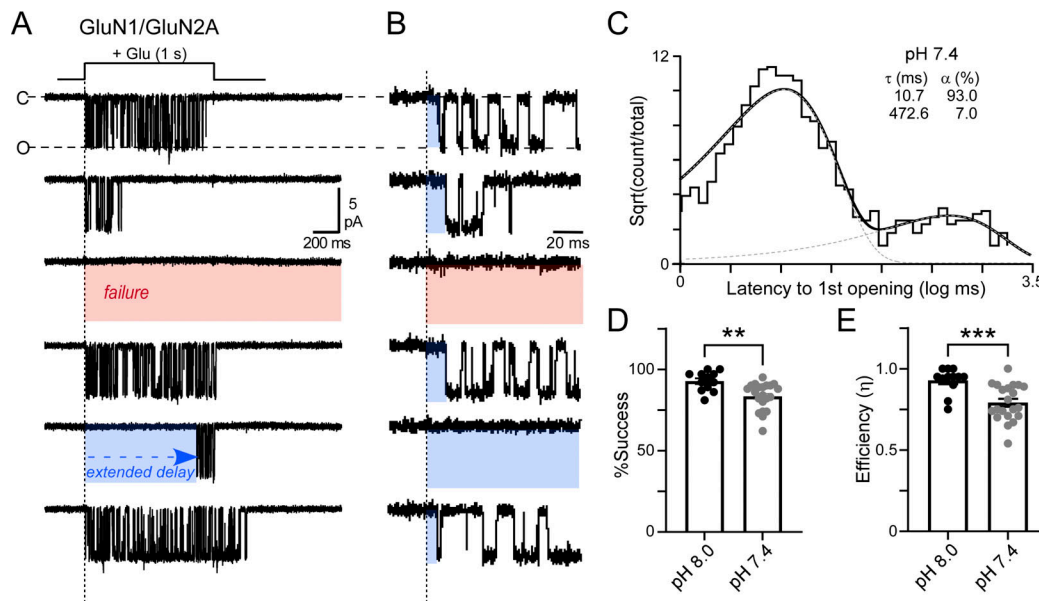 A
GluN1/GluN2A
+ Glu (1 s)
C
O
5
pA
200 ms
failure
extended delay
B
20 ms
C
12
Sqrt(count/total)
0
pH 7.4
τ (ms) α (%)
10.7 93.0
472.6 7.0
0
3.5
Latency to 1st opening (log ms)
D
**
100
50
0
%Success
pH 8.0
pH 7.4
E
***
1.0
0.5
0
Efficiency (η)
pH 8.0
pH 7.4